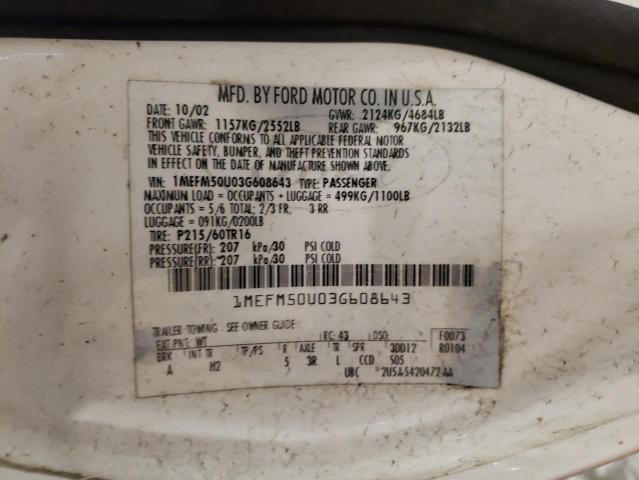 MFD. BY FORD MOTOR CO. IN U.S.A.
DATE: 10/02 GVWR: 2124KG/4684LB
FRONT GAWR: 1157KG/2552LB REAR GAWR: 967KG/2132LB
THIS VEHICLE CONFORMS TO ALL APPLICABLE FEDERAL MOTOR
VEHICLE SAFETY, BUMPER, AND THEFT PREVENTION STANDARDS
IN EFFECT ON THE DATE OF MANUFACTURE SHOWN ABOVE.
VIN: 1MEFM50U03G608643 TYPE: PASSENGER
MAXIMUM LOAD = OCCUPANTS + LUGGAGE = 499KG/1100LB
OCCUPANTS = 5/6 TOTAL; 2/3 FR, 3 RR
LUGGAGE = 091KG/0200LB
TIRE: P215/60TR16
PRESSURE(FR): 207 kPa/30 PSI COLD
PRESSURE(RR): 207 kPa/30 PSI COLD
1MEFM50U03G608643
TRAILER TOWING - SEE OWNER GUIDE
EXT PNT: WT RC: 43 DSO: F0073
BRK INT TR TP/PS R AXLE TR SPR 30012 R0104
A H2 5 3R L CCD SOS
UBC 2U5A-5420472-AA